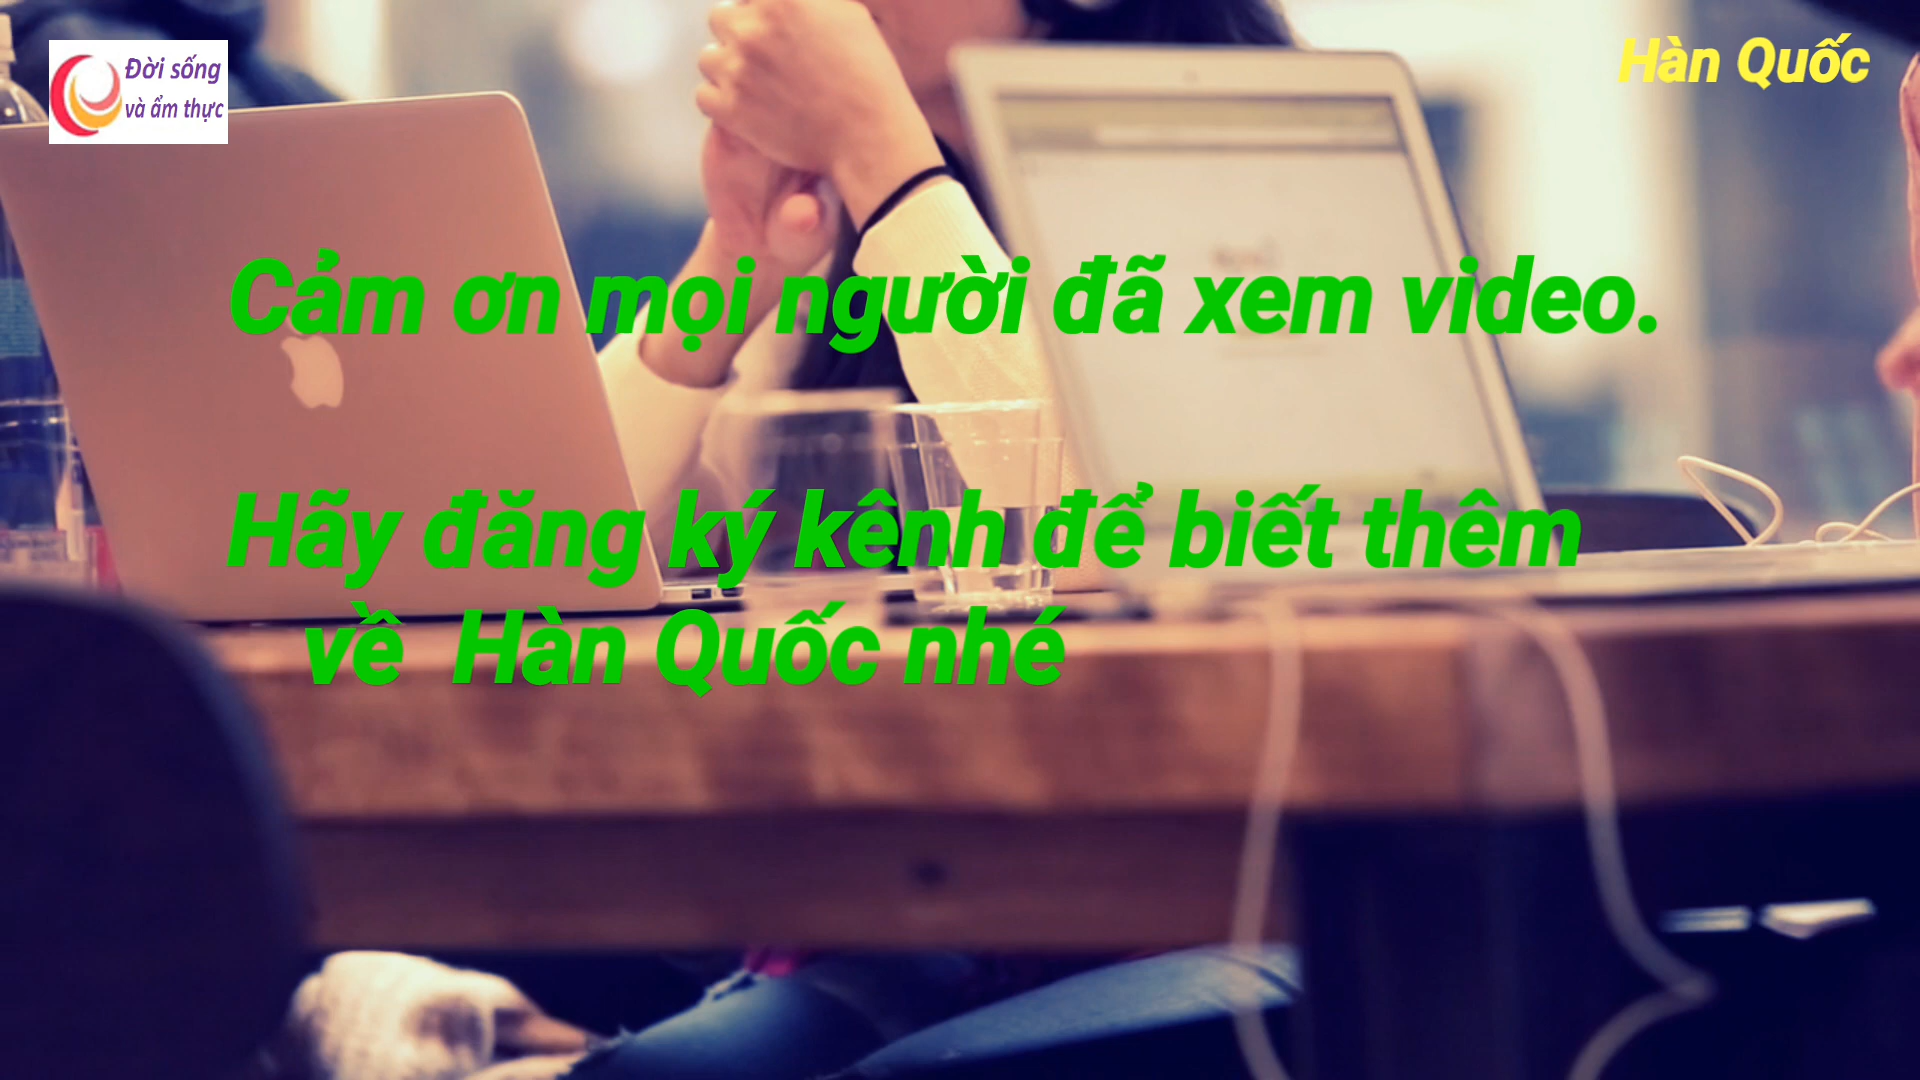 Đời sống
và ẩm thực
Hàn Quốc
Cảm ơn mọi người đã xem video.
Hãy đăng ký kênh để biết thêm
về Hàn Quốc nhé